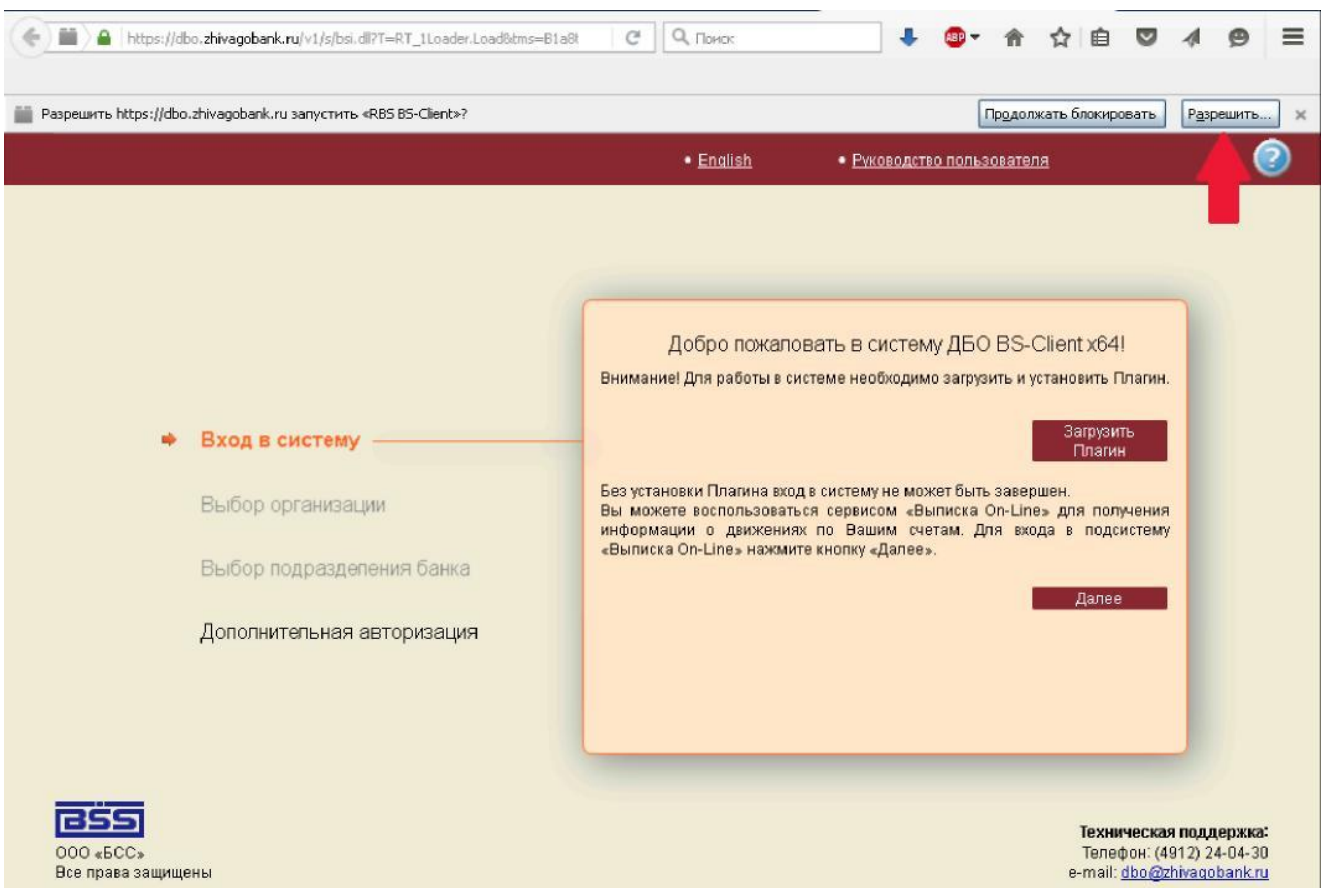 https://dbo.zhivagobank.ru/v1/s/bsi.dll?T=RT_1Loader.Load&tms=B1a8t
Поиск
ABP
Разрешить https://dbo.zhivagobank.ru запустить «RBS BS-Client»?
Продолжать блокировать
Разрешить...
• English
• Руководство пользователя
?
Добро пожаловать в систему ДБО BS-Client x64!
Внимание! Для работы в системе необходимо загрузить и установить Плагин.
Загрузить
Плагин
Без установки Плагина вход в систему не может быть завершен.
Вы можете воспользоваться сервисом «Выписка On-Line» для получения
информации о движениях по Вашим счетам. Для входа в подсистему
«Выписка On-Line» нажмите кнопку «Далее».
Далее
Вход в систему
Выбор организации
Выбор подразделения банка
Дополнительная авторизация
BSS
ООО «БСС»
Все права защищены
Техническая поддержка:
Телефон: (4912) 24-04-30
e-mail: dbo@zhivagobank.ru